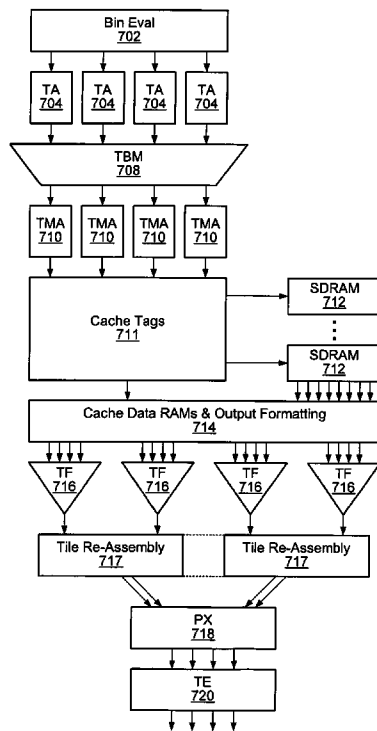 Bin Eval
702
TA TA TA TA
704 704 704 704
TBM
708
TMA TMA TMA TMA
710 710 710 710
SDRAM
712
Cache Tags
711
SDRAM
712
Cache Data RAMs & Output Formatting
714
TF TF TF TF
716 716 716 716
Tile Re-Assembly Tile Re-Assembly
717 717
PX
718
TE
720